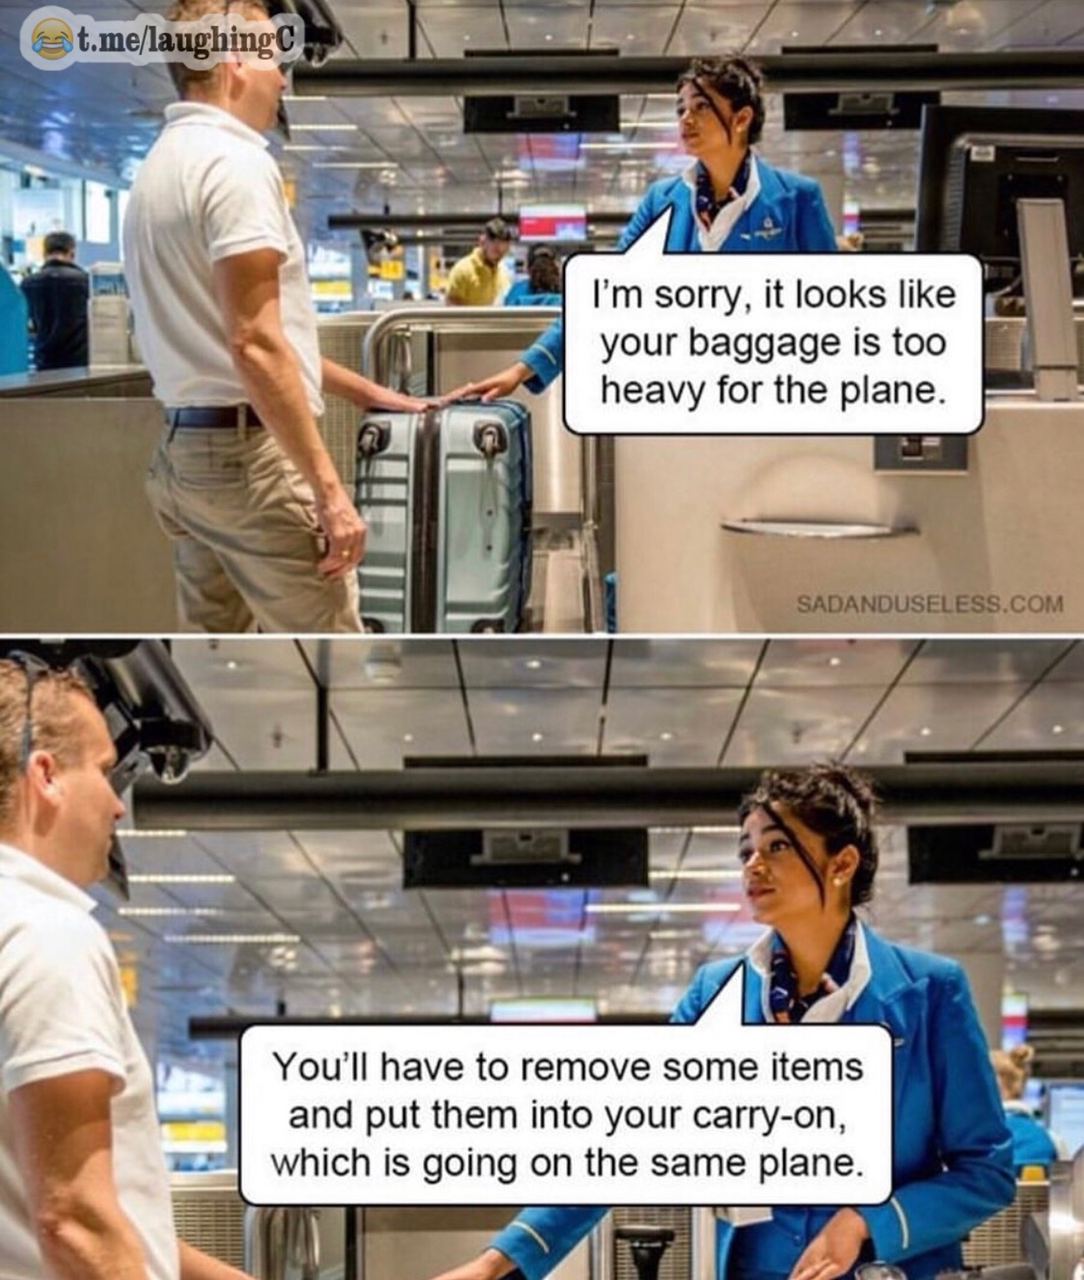 t.me/laughingC
I'm sorry, it looks like
your baggage is too
heavy for the plane.
SADANDUSELESS.COM
You'll have to remove some items
and put them into your carry-on,
which is going on the same plane.